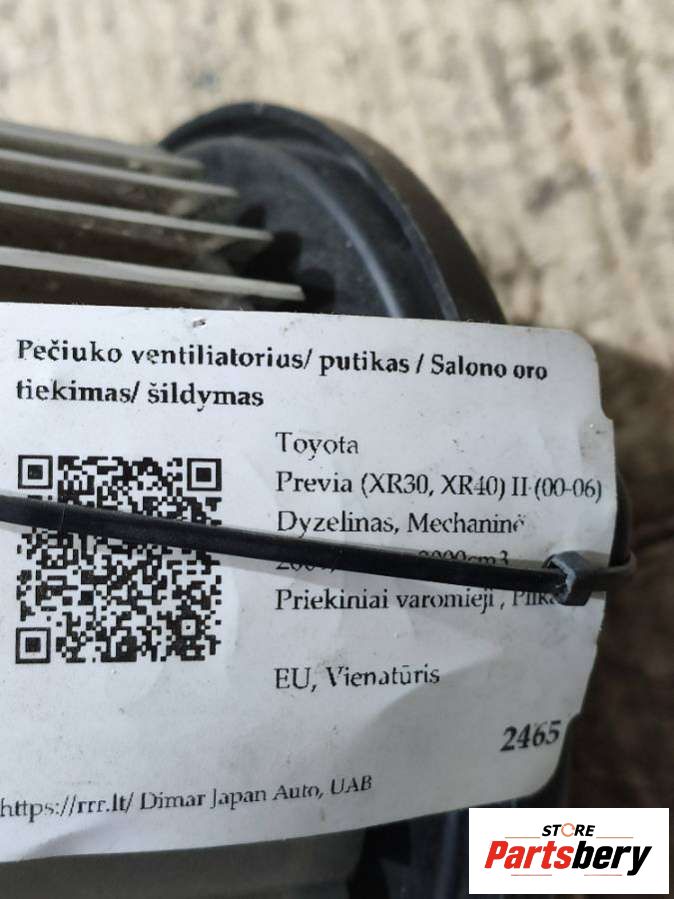 Pečiuko ventiliatorius/ putikas / Salono oro
tiekimas/ šildymas
Toyota
Previa (XR30, XR40) II (00-06)
Dyzelinas, Mechaninė
Priekiniai varomieji ,
EU, Vienatūris
2465
https://rrr.lt/ Dimar Japan Auto, UAB
STORE
Partsbery